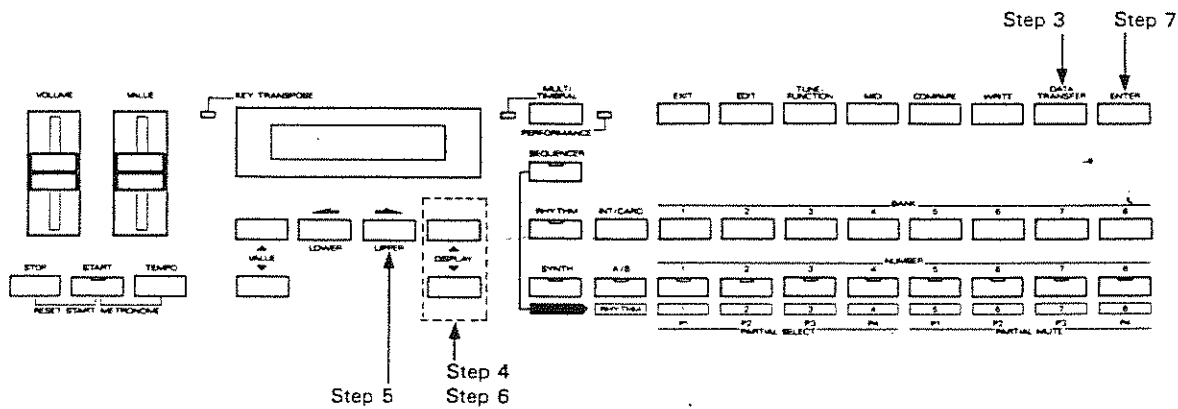 Step 3 Step 7
VOLUME VALUE KEY TRANSPOSE MULTI TIMBRAL EXIT EDIT TUNE/FUNCTION MIDI COMPARE WRITE DATA TRANSFER ENTER
PERFORMANCE
SEQUENCER
BANK
RHYTHM INT/CARD 1 2 3 4 5 6 7 8
LOWER UPPER
VALUE DISPLAY
NUMBER
STOP START TEMPO SYNTH A/B 1 2 3 4 5 6 7 8
RESET START METRONOME RHYTHM 1 2 3 4 5 6 7 8
P1 P2 P3 P4 P1 P2 P3 P4
PARTIAL SELECT PARTIAL MUTE
Step 4
Step 5 Step 6